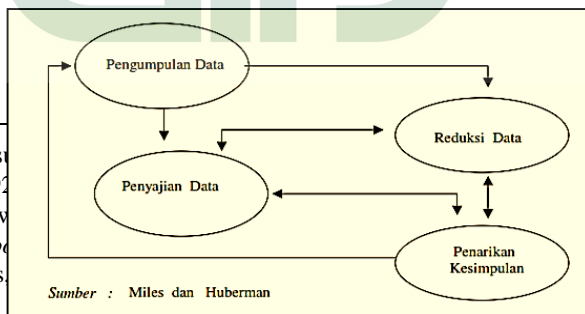 Pengumpulan Data
Reduksi Data
Penyajian Data
Penarikan
Kesimpulan
Sumber : Miles dan Huberman